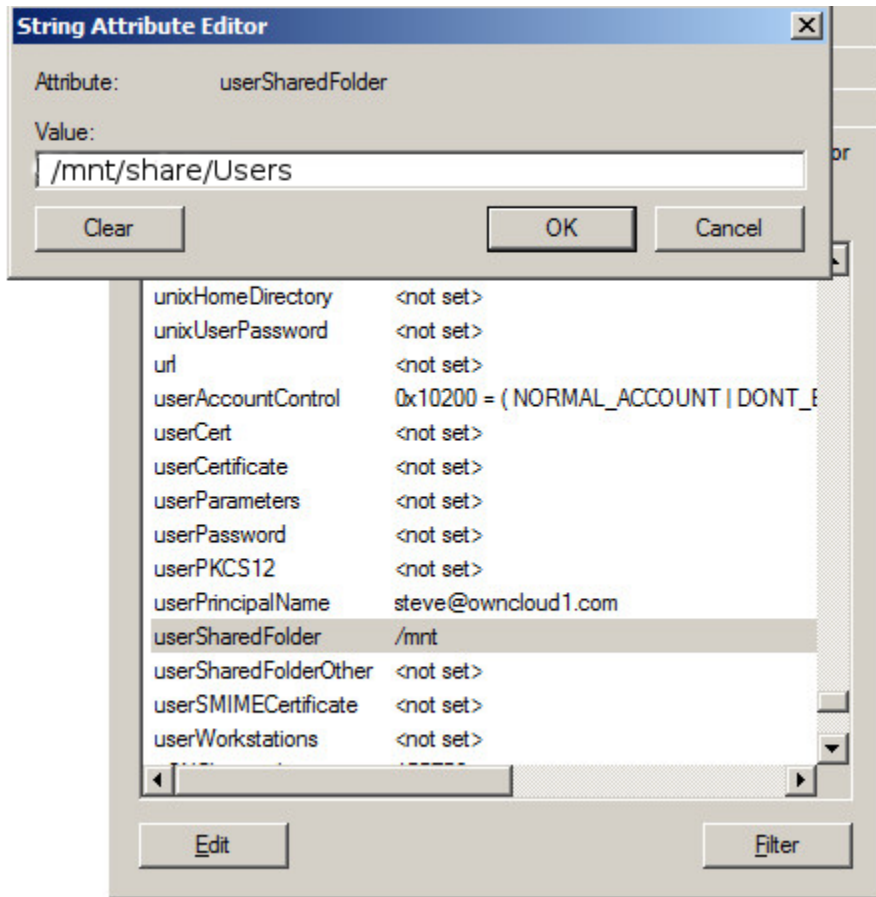 String Attribute Editor
Attribute: userSharedFolder
Value:
/mnt/share/Users
Clear OK Cancel
or
unixHomeDirectory <not set>
unixUserPassword <not set>
url <not set>
userAccountControl 0x10200 = ( NORMAL_ACCOUNT | DONT_E
userCert <not set>
userCertificate <not set>
userParameters <not set>
userPassword <not set>
userPKCS12 <not set>
userPrincipalName steve@owncloud1.com
userSharedFolder /mnt
userSharedFolderOther <not set>
userSMIMECertificate <not set>
userWorkstations <not set>
Edit Filter